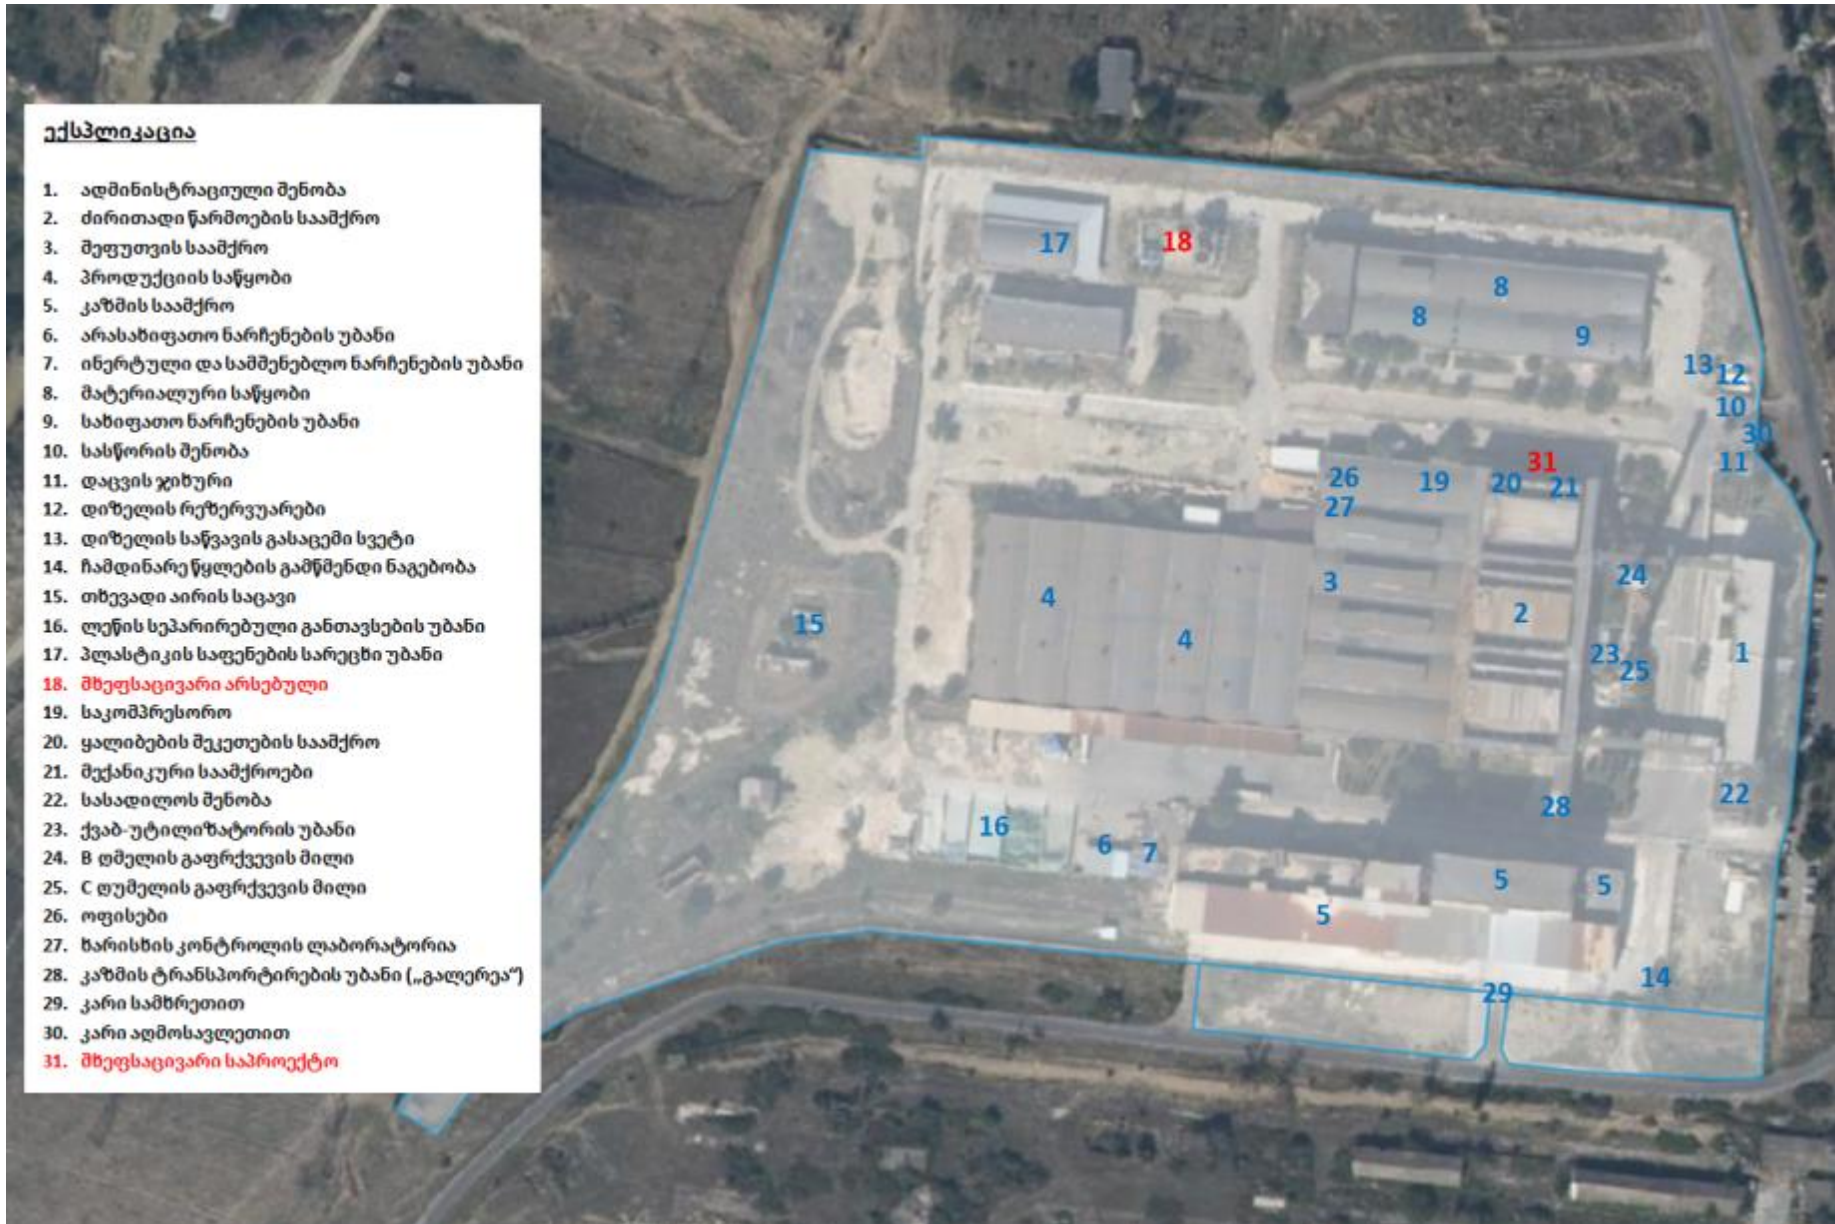 ექსპლიკაცია
1. ადმინისტრაციული შენობა
2. ძირითადი წარმოების საამქრო
3. შეფუთვის საამქრო
4. პროდუქციის საწყობი
5. კაზმის საამქრო
6. არასახიფათო ნარჩენების უბანი
7. ინერტული და სამშენებლო ნარჩენების უბანი
8. მატერიალური საწყობი
9. სახიფათო ნარჩენების უბანი
10. სასწორის შენობა
11. დაცვის ჯიხური
12. დიზელის რეზერვუარები
13. დიზელის საწვავის გასაცემი სვეტი
14. ჩამდინარე წყლების გამწმენდი ნაგებობა
15. თხევადი აირის საცავი
16. ლეწის სეპარირებული განთავსების უბანი
17. პლასტიკის საფენების სარეცხი უბანი
18. შხეფსაცივარი არსებული
19. საკომპრესორო
20. ყალიბების შეკეთების საამქრო
21. მექანიკური საამქროები
22. სასადილოს შენობა
23. ქვაბ-უტილიზატორის უბანი
24. B ღმელის გაფრქვევის მილი
25. C ღუმელის გაფრქვევის მილი
26. ოფისები
27. ხარისხის კონტროლის ლაბორატორია
28. კაზმის ტრანსპორტირების უბანი („გალერეა“)
29. კარი სამხრეთით
30. კარი აღმოსავლეთით
31. შხეფსაცივარი საპროექტო
17 18
8
8 9
13 12
10
30
31 11
26 19 20 21
27
24
3
4 2
15 4 23 1
25
22
28
16 6 7
5 5
5
14
29